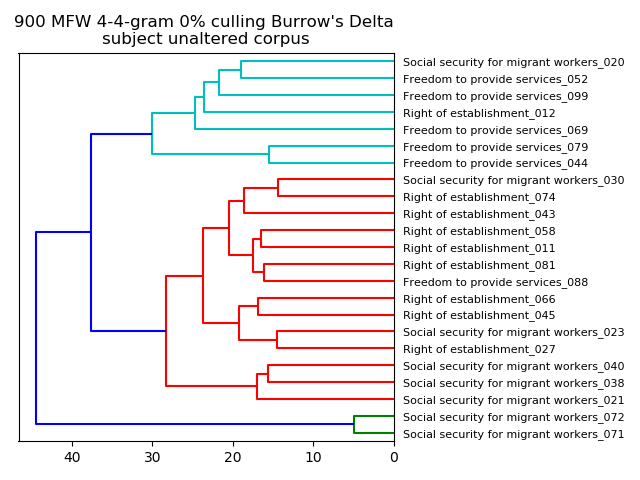 900 MFW 4-4-gram 0% culling Burrow's Delta
subject unaltered corpus
Social security for migrant workers_020
Freedom to provide services_052
Freedom to provide services_099
Right of establishment_012
Freedom to provide services_069
Freedom to provide services_079
Freedom to provide services_044
Social security for migrant workers_030
Right of establishment_074
Right of establishment_043
Right of establishment_058
Right of establishment_011
Right of establishment_081
Freedom to provide services_088
Right of establishment_066
Right of establishment_045
Social security for migrant workers_023
Right of establishment_027
Social security for migrant workers_040
Social security for migrant workers_038
Social security for migrant workers_021
Social security for migrant workers_072
Social security for migrant workers_071
40 30 20 10 0